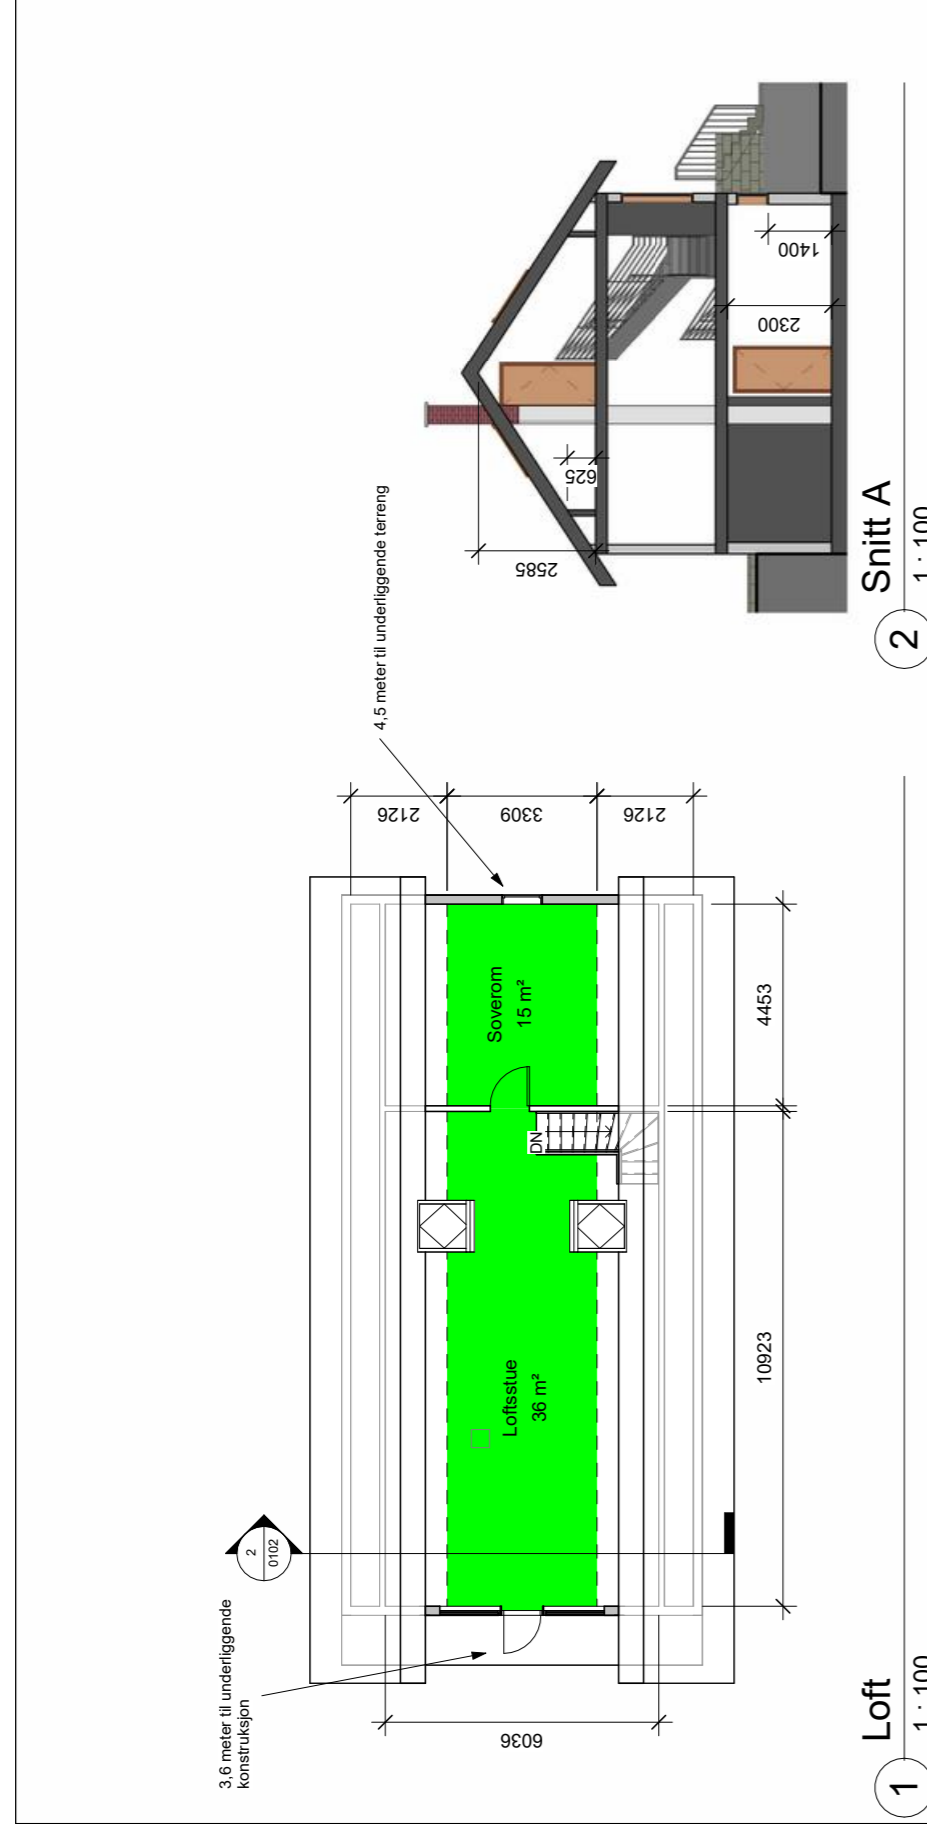 3,6 meter til underliggende
konstruksjon
2
0102
6036
Loftsstue
36 m²
DN
Soverom
15 m²
10923
4453
2126
3309
2126
4,5 meter til underliggende terreng
1
Loft
1 : 100
2585
625
2300
1400
2
Snitt A
1 : 100